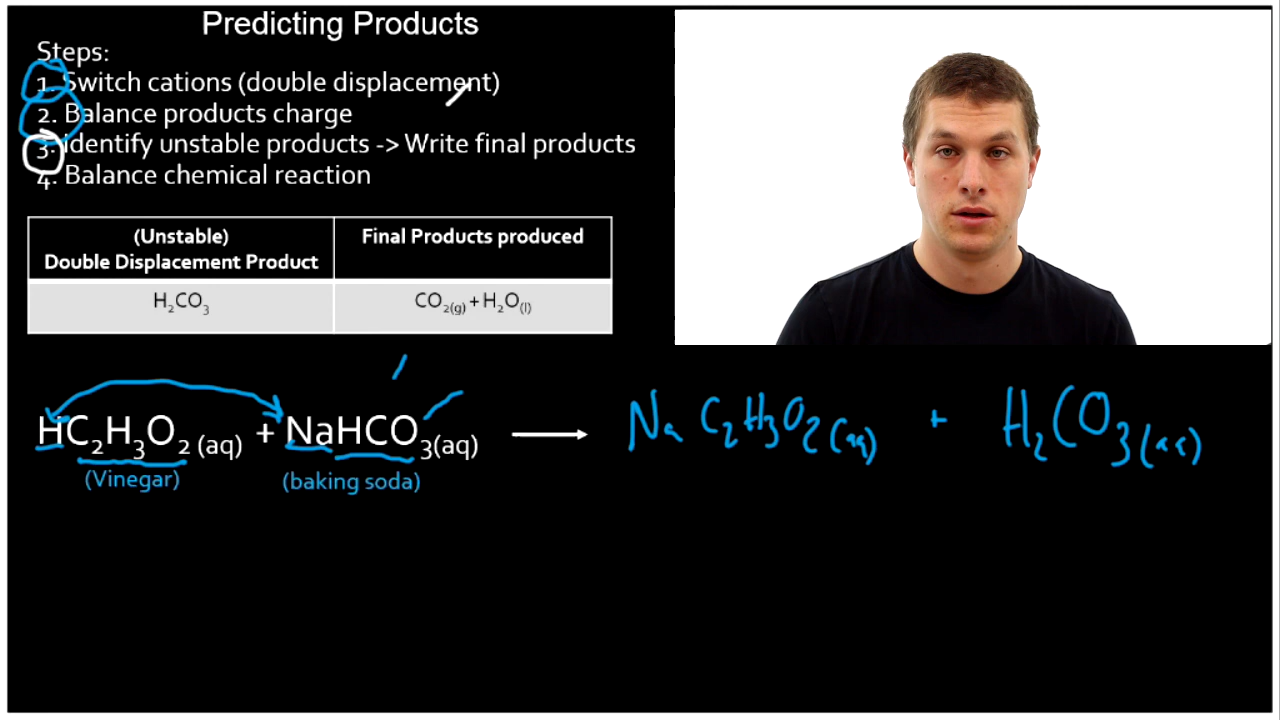 Predicting Products
Steps:
1. Switch cations (double displacement)
2. Balance products charge
3. Identify unstable products -> Write final products
4. Balance chemical reaction
(Unstable)
Double Displacement Product
Final Products produced
H₂CO₃
CO₂(g) + H₂O(l)
HC₂H₃O₂ (aq) + NaHCO₃(aq) ⟶ NaC₂H₃O₂(aq) + H₂CO₃(aq)
(Vinegar) (baking soda)